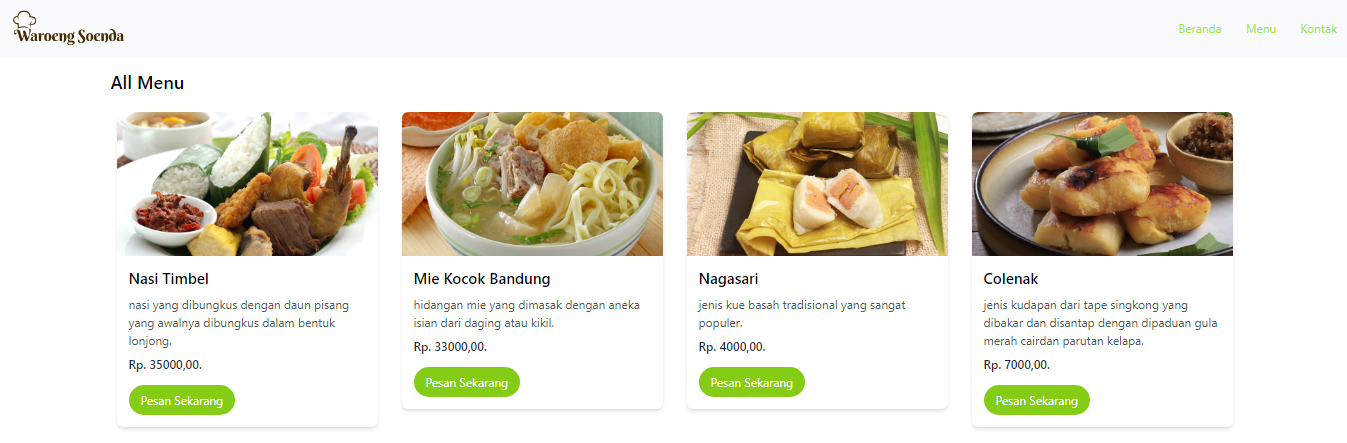 Waroeng Soenda
Beranda Menu Kontak
All Menu
Nasi Timbel
nasi yang dibungkus dengan daun pisang
yang awalnya dibungkus dalam bentuk
lonjong.
Rp. 35000,00.
Pesan Sekarang
Mie Kocok Bandung
hidangan mie yang dimasak dengan aneka
isian dari daging atau kikil.
Rp. 33000,00.
Pesan Sekarang
Nagasari
jenis kue basah tradisional yang sangat
populer.
Rp. 4000,00.
Pesan Sekarang
Colenak
jenis kudapan dari tape singkong yang
dibakar dan disantap dengan dipaduan gula
merah cairdan parutan kelapa.
Rp. 7000,00.
Pesan Sekarang